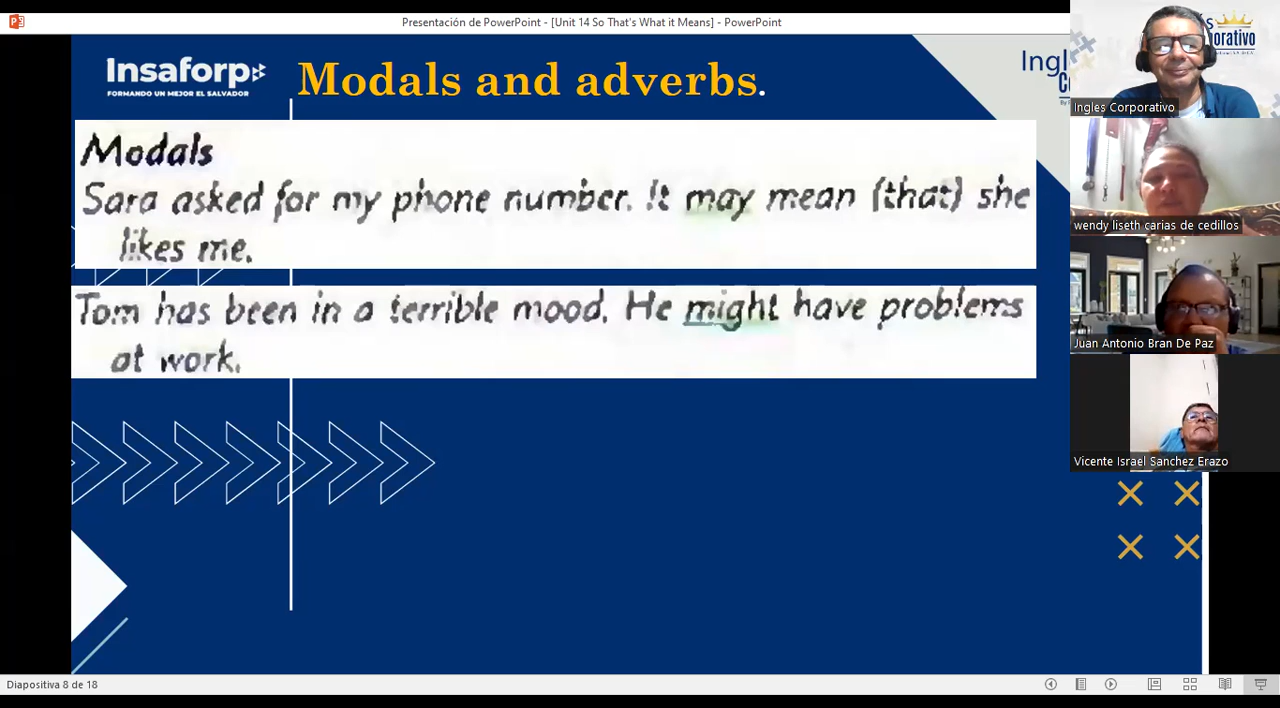 Presentación de PowerPoint - [Unit 14 So That's What it Means] - PowerPoint
Insaforp
FORMANDO UN MEJOR EL SALVADOR
Modals and adverbs.
Modals
Sara asked for my phone number. It may mean (that) she
likes me.
Tom has been in a terrible mood. He might have problems
at work.
Ingles Corporativo
wendy liseth carias de cedillos
Juan Antonio Bran De Paz
Vicente Israel Sanchez Erazo
Diapositiva 8 de 18